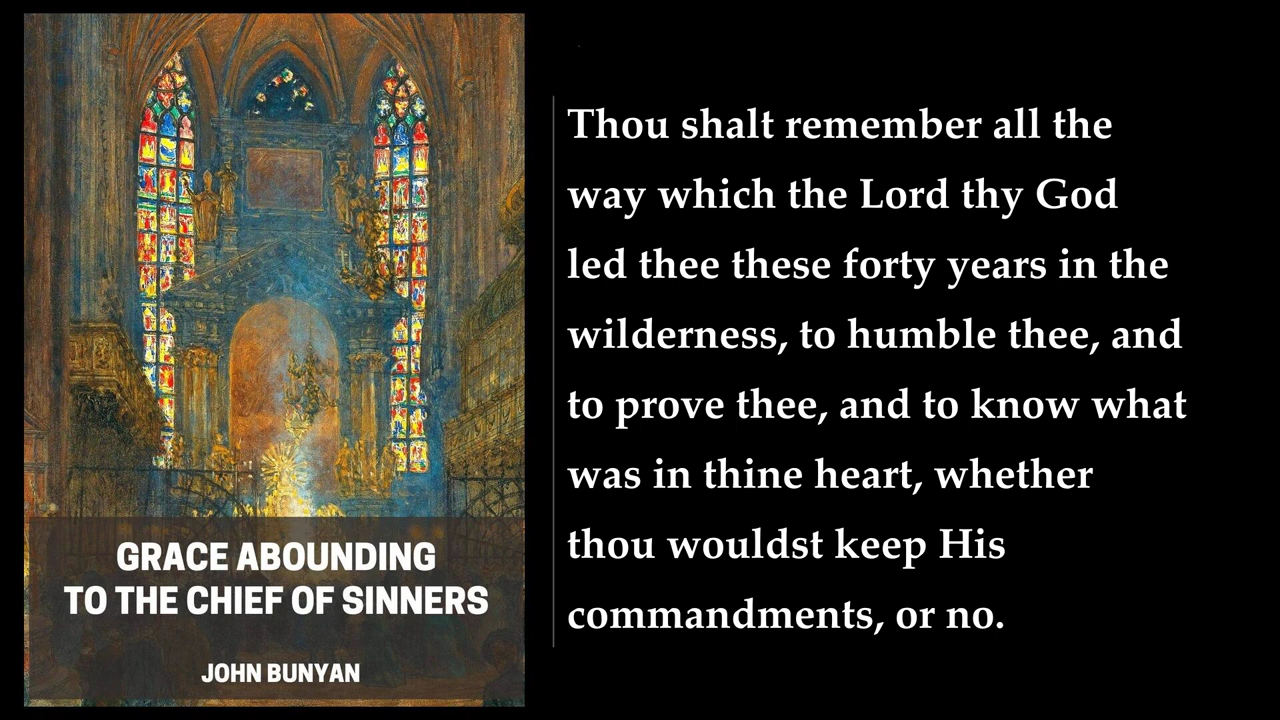 GRACE ABOUNDING
TO THE CHIEF OF SINNERS
JOHN BUNYAN
Thou shalt remember all the
way which the Lord thy God
led thee these forty years in the
wilderness, to humble thee, and
to prove thee, and to know what
was in thine heart, whether
thou wouldst keep His
commandments, or no.